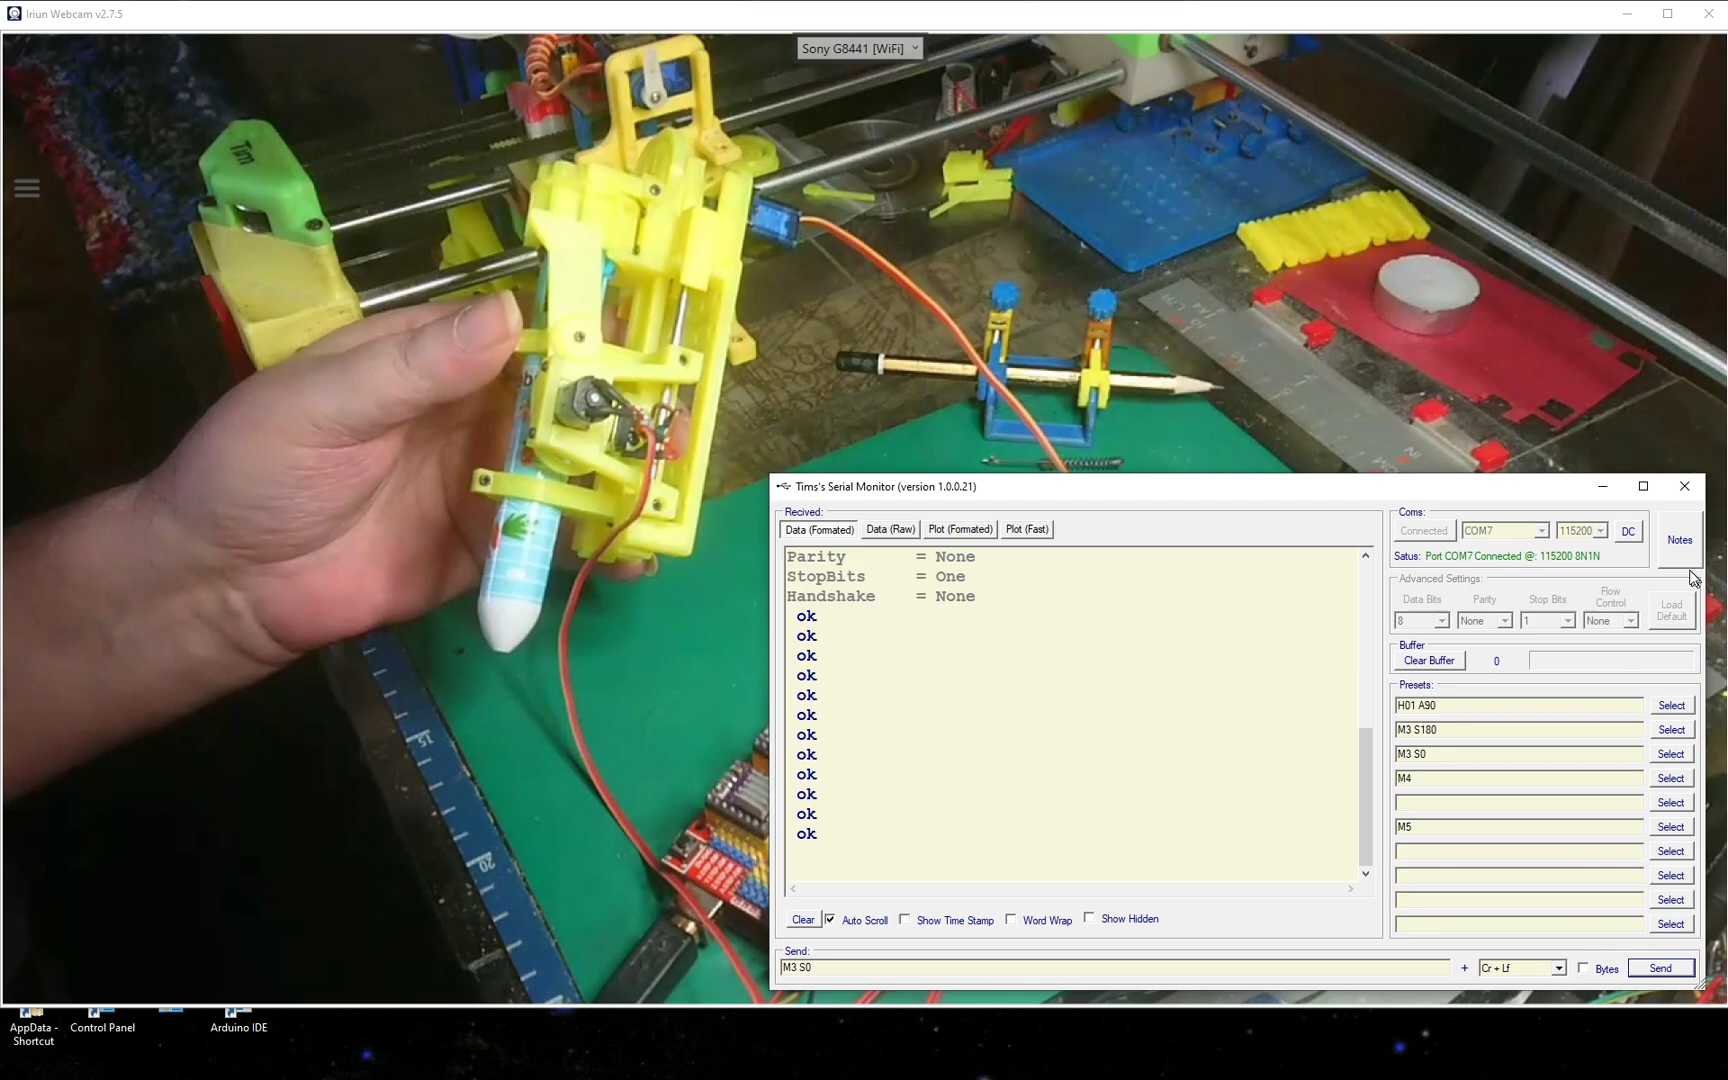 Iriun Webcam v2.7.5
Sony G8441 [WiFi]
Tim
15
20
Tims's Serial Monitor (version 1.0.0.21)
Recived:
Data (Formated) Data (Raw) Plot (Formated) Plot (Fast)
Parity = None
StopBits = One
Handshake = None
ok
ok
ok
ok
ok
ok
ok
ok
ok
ok
ok
ok
Clear Auto Scroll Show Time Stamp Word Wrap Show Hidden
Send:
M3 S0
+ Cr + Lf Bytes Send
Coms:
Connected COM7 115200 DC
Satus: Port COM7 Connected @: 115200 8N1N
Notes
Advanced Settings:
Data Bits Parity Stop Bits Flow Control
8 None 1 None
Load Default
Buffer
Clear Buffer 0
Presets:
H01 A90 Select
M3 S180 Select
M3 S0 Select
M4 Select
Select
M5 Select
Select
Select
Select
Select
AppData - Shortcut
Control Panel
Arduino IDE